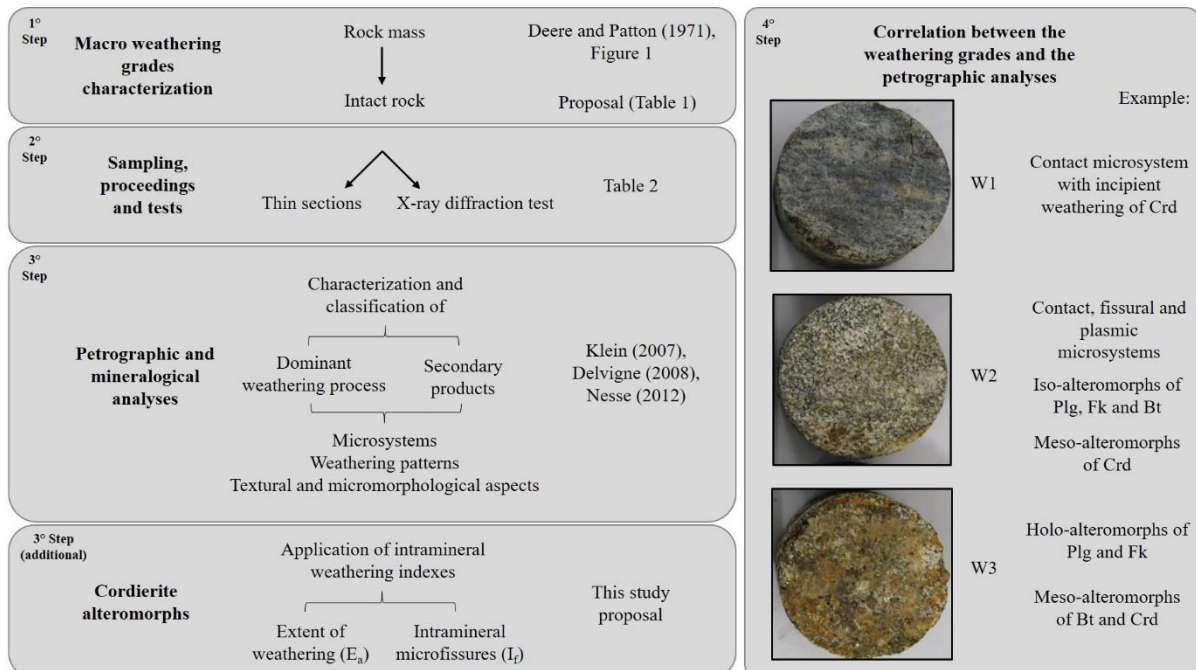 1°
Step
Macro weathering
grades
characterization
Rock mass
Intact rock
Deere and Patton (1971),
Figure 1
Proposal (Table 1)
2°
Step
Sampling,
proceedings
and tests
Thin sections
X-ray diffraction test
Table 2
3°
Step
Petrographic and
mineralogical
analyses
Characterization and
classification of
Dominant
weathering process
Secondary
products
Microsystems
Weathering patterns
Textural and micromorphological aspects
Klein (2007),
Delvigne (2008),
Nesse (2012)
3° Step
(additional)
Cordierite
alteromorphs
Application of intramineral
weathering indexes
Extent of
weathering (Ea)
Intramineral
microfissures (If)
This study
proposal
4°
Step
Correlation between the
weathering grades and the
petrographic analyses
Example:
W1
Contact microsystem
with incipient
weathering of Crd
W2
Contact, fissural and
plasmic
microsystems
Iso-alteromorphs of
Plg, Fk and Bt
Meso-alteromorphs
of Crd
W3
Holo-alteromorphs of
Plg and Fk
Meso-alteromorphs
of Bt and Crd